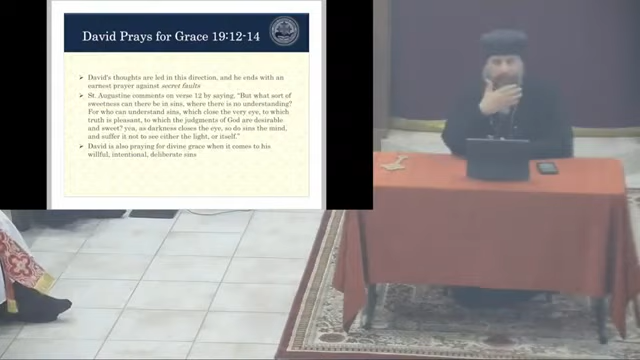 David Prays for Grace 19:12-14
➢ David's thoughts are led in this direction, and he ends with an
earnest prayer against secret faults
➢ St. Augustine comments on verse 12 by saying, "But what sort of
sweetness can there be in sins, where there is no understanding?
For who can understand sins, which close the very eye, to which
truth is pleasant, to which the judgments of God are desirable
and sweet? yea, as darkness closes the eye, so do sins the mind,
and suffer it not to see either the light, or itself."
➢ David is also praying for divine grace when it comes to his
willful, intentional, deliberate sins